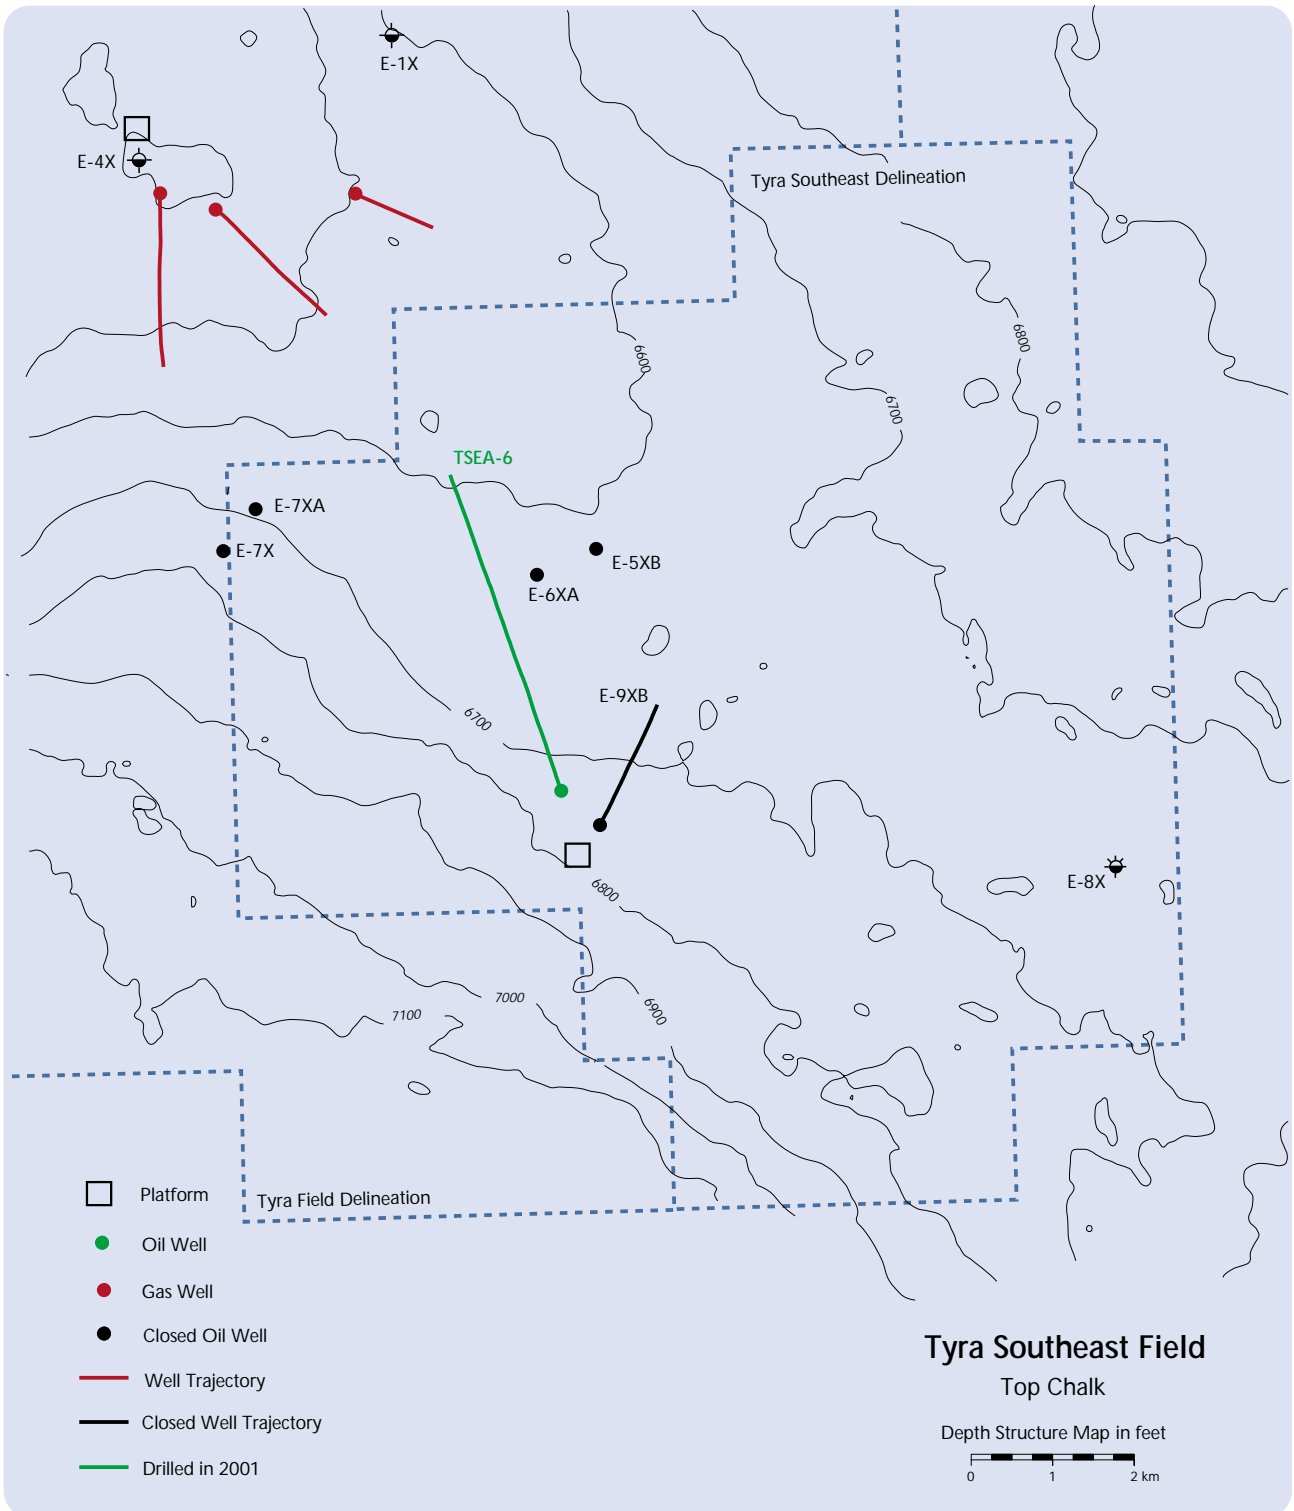 E-1X
E-4X
Tyra Southeast Delineation
6600
6800
6700
TSEA-6
E-7XA
E-7X
E-5XB
E-6XA
E-9XB
6700
E-8X
6800
7000
6900
7100
Platform
Tyra Field Delineation
Oil Well
Gas Well
Closed Oil Well
Well Trajectory
Closed Well Trajectory
Drilled in 2001
Tyra Southeast Field
Top Chalk
Depth Structure Map in feet
0 1 2 km